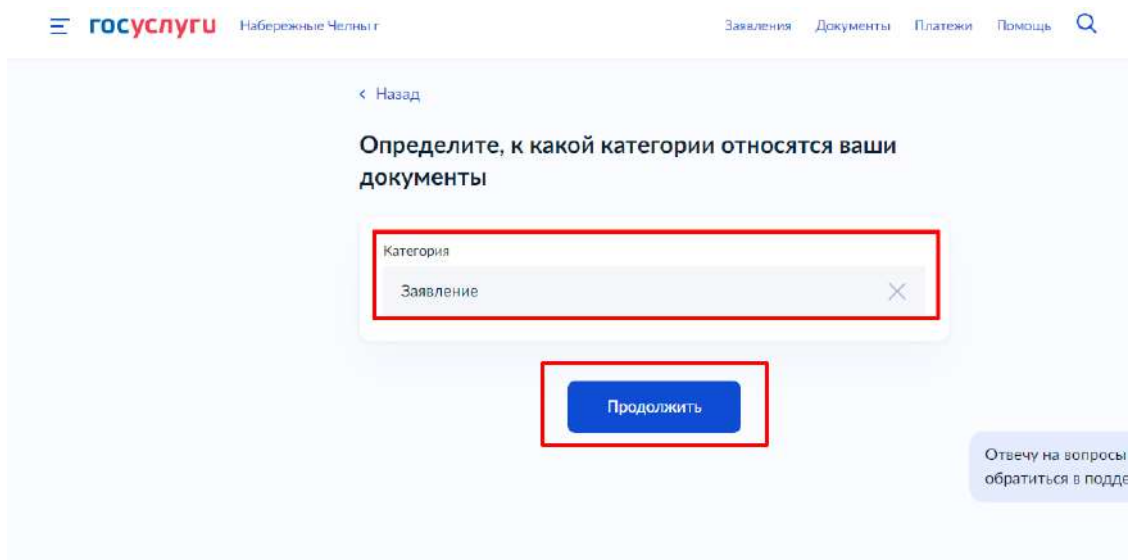 госуслуги Набережные Челны г Заявления Документы Платежи Помощь
Назад
Определите, к какой категории относятся ваши
документы
Категория
Заявление
Продолжить
Отвечу на вопросы
обратиться в подде